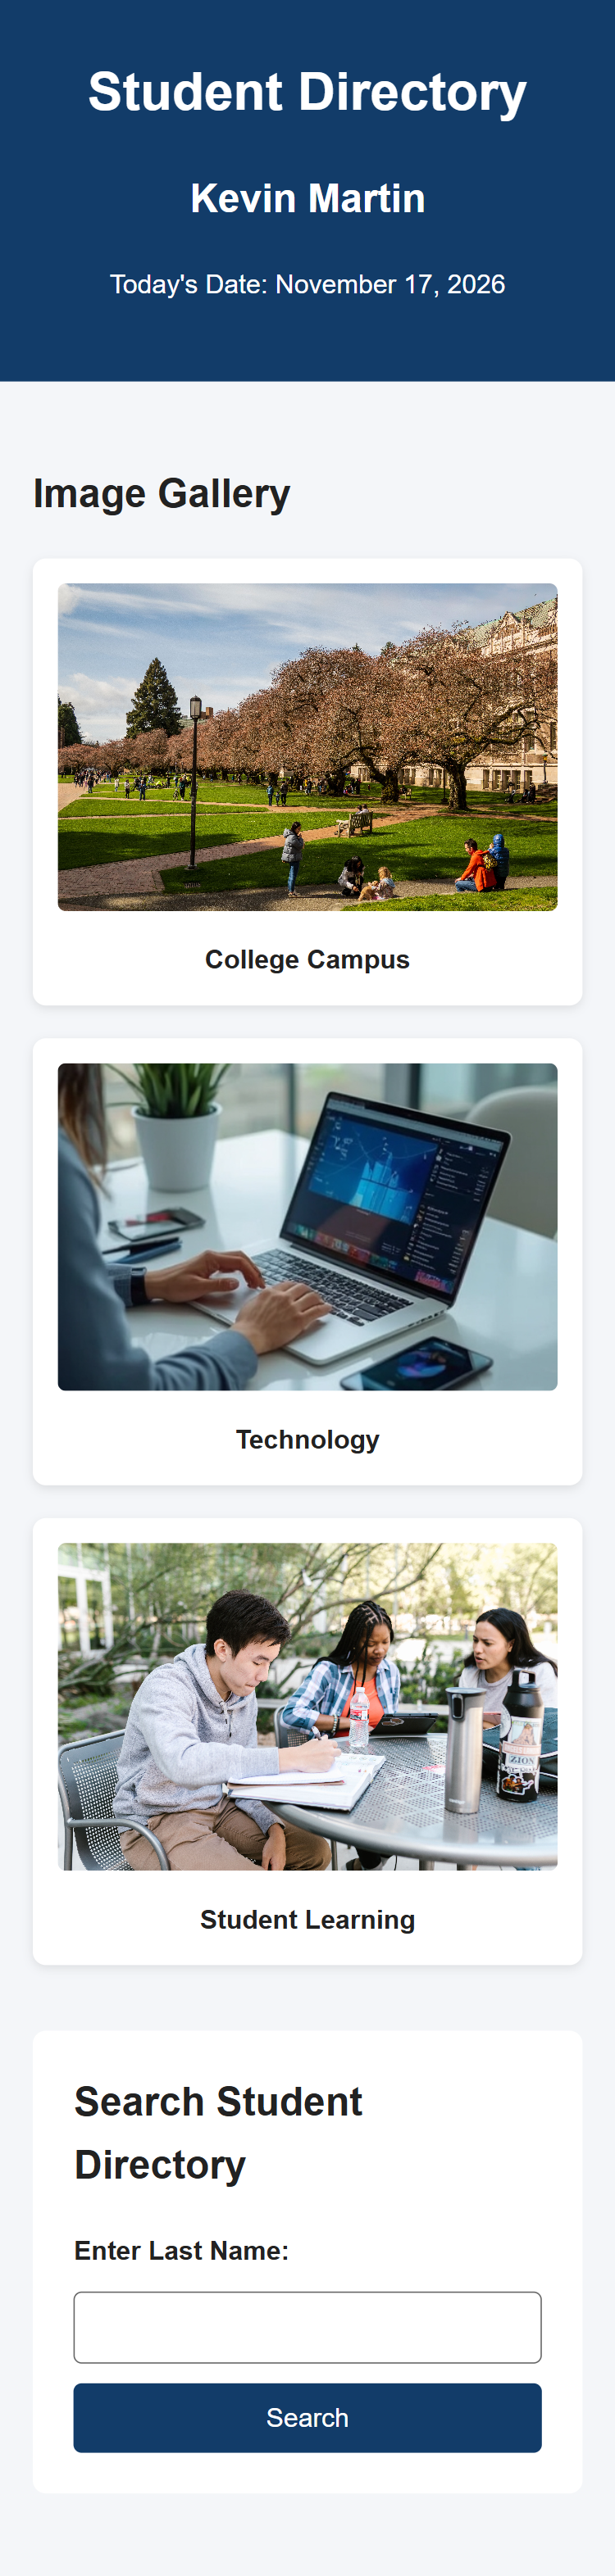 Student Directory
Kevin Martin
Today's Date: November 17, 2026
Image Gallery
College Campus
Technology
ZION
Student Learning
Search Student
Directory
Enter Last Name:
Search